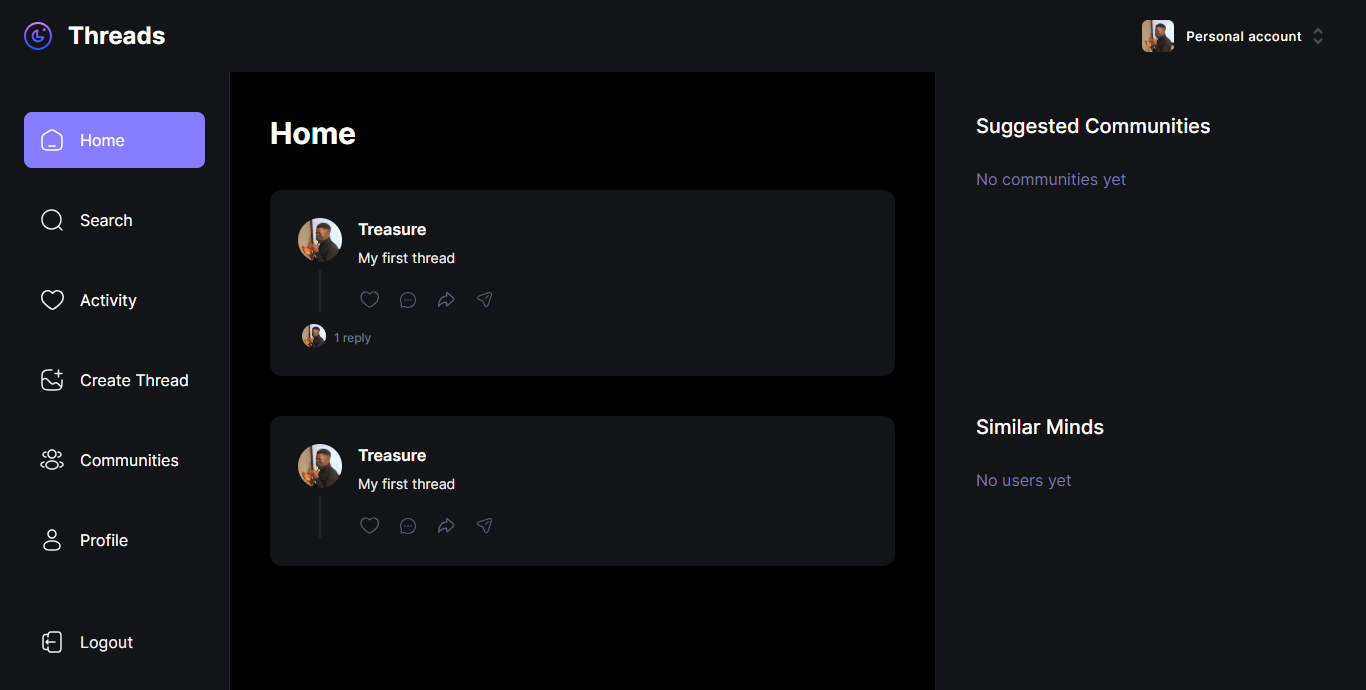 Threads
Personal account
Home
Search
Activity
Create Thread
Communities
Profile
Logout
Home
Treasure
My first thread
1 reply
Treasure
My first thread
Suggested Communities
No communities yet
Similar Minds
No users yet